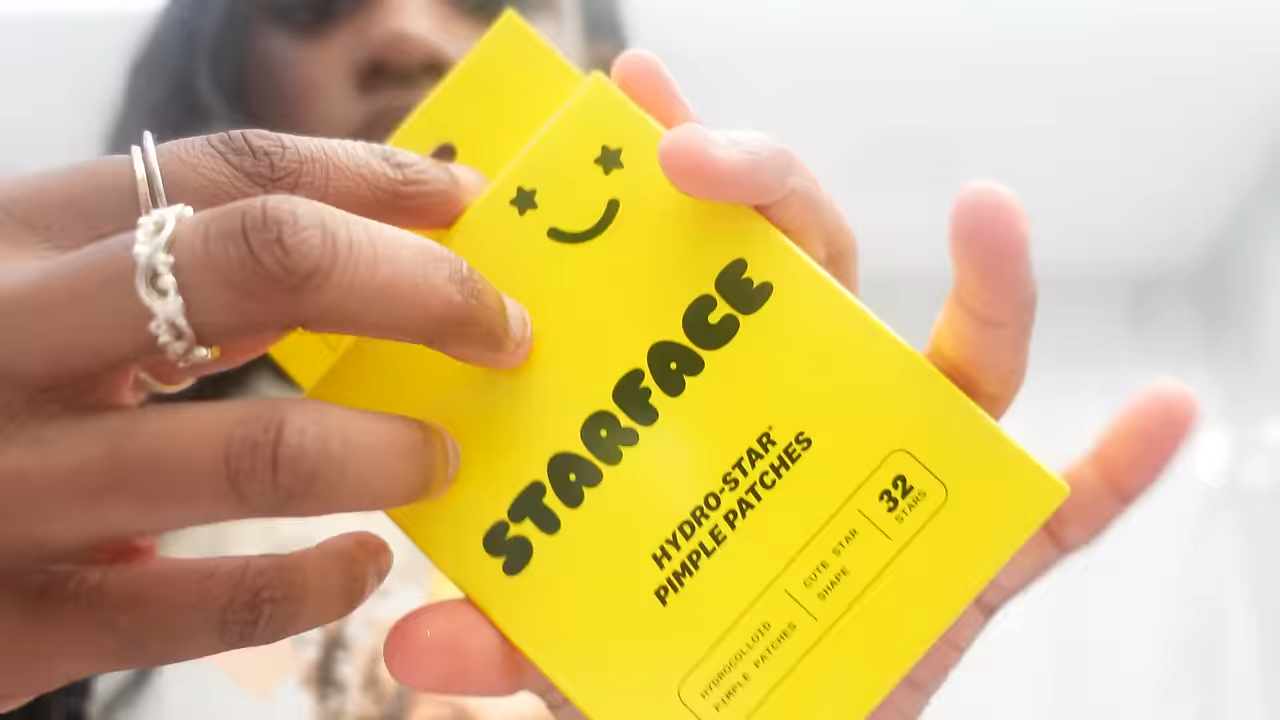 STARFACE
HYDRO-STAR®
PIMPLE PATCHES
HYDROCOLLOID
PIMPLE PATCHES
CUTE STAR
SHAPE
32
STARS